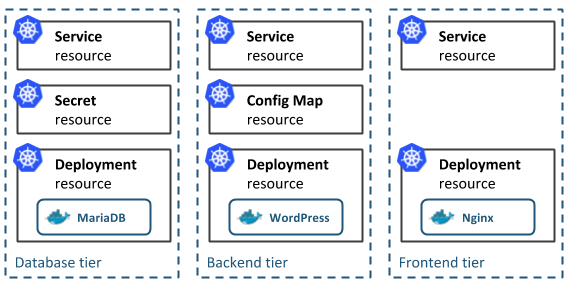 Service
resource
Secret
resource
Deployment
resource
MariaDB
Database tier
Service
resource
Config Map
resource
Deployment
resource
WordPress
Backend tier
Service
resource
Deployment
resource
Nginx
Frontend tier